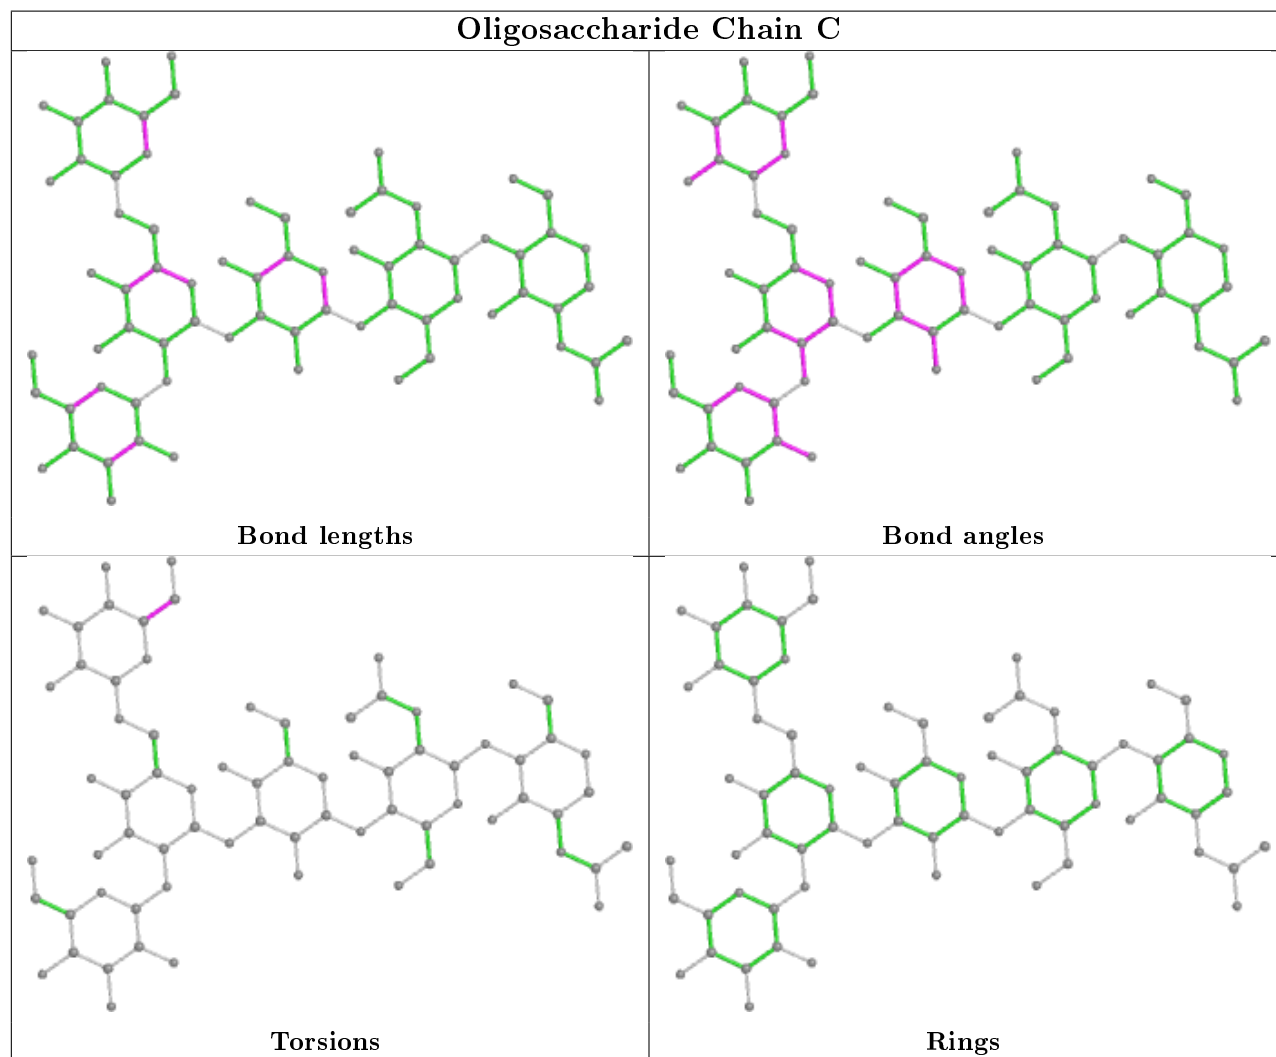 Oligosaccharide Chain C
Bond lengths
Bond angles
Torsions
Rings